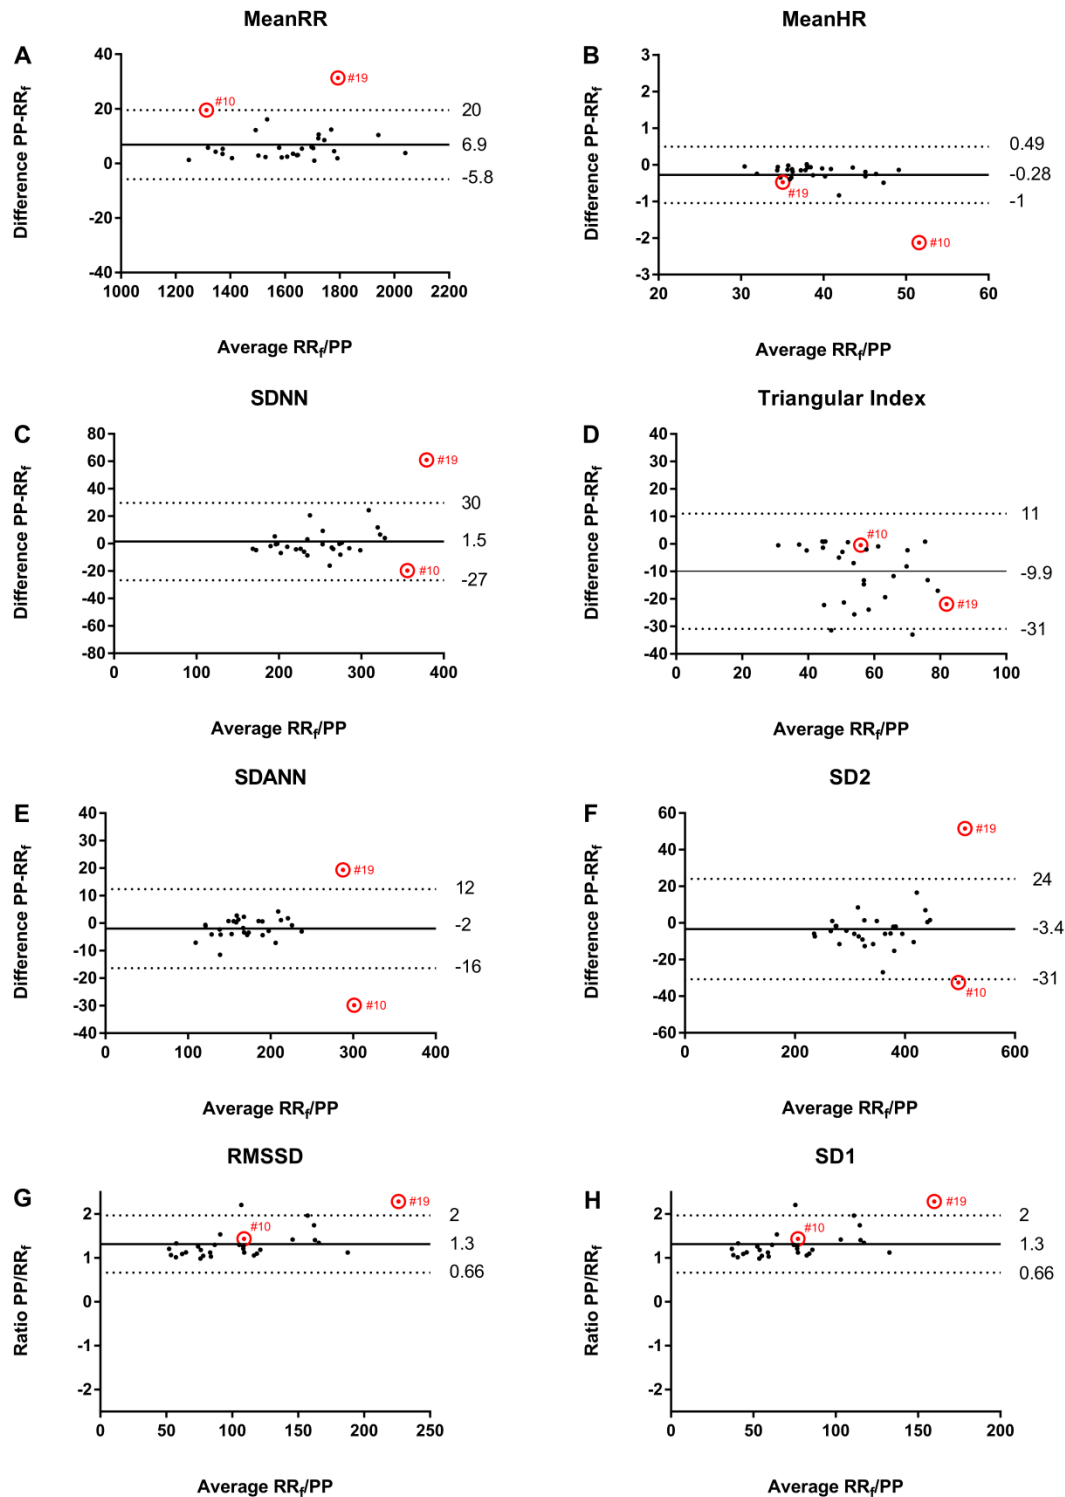 MeanRR
A
Difference PP-RRf
40
20
0
-20
-40
1000 1200 1400 1600 1800 2000 2200
#10
#19
20
6.9
-5.8
Average RRf/PP
MeanHR
B
Difference PP-RRf
3
2
1
0
-1
-2
-3
20 30 40 50 60
#19
#10
0.49
-0.28
-1
Average RRf/PP
SDNN
C
Difference PP-RRf
80
60
40
20
0
-20
-40
-60
-80
0 100 200 300 400
#19
#10
30
1.5
-27
Average RRf/PP
Triangular Index
D
Difference PP-RRf
40
30
20
10
0
-10
-20
-30
-40
0 20 40 60 80 100
#10
#19
11
-9.9
-31
Average RRf/PP
SDANN
E
Difference PP-RRf
40
30
20
10
0
-10
-20
-30
-40
0 100 200 300 400
#19
#10
12
-2
-16
Average RRf/PP
SD2
F
Difference PP-RRf
60
40
20
0
-20
-40
-60
0 200 400 600
#19
#10
24
-3.4
-31
Average RRf/PP
RMSSD
G
Ratio PP/RRf
2
1
0
-1
-2
0 50 100 150 200 250
#10
#19
2
1.3
0.66
Average RRf/PP
SD1
H
Ratio PP/RRf
2
1
0
-1
-2
0 50 100 150 200
#10
#19
2
1.3
0.66
Average RRf/PP